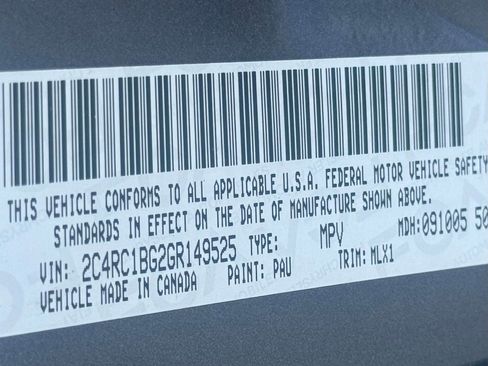 THIS VEHICLE CONFORMS TO ALL APPLICABLE U.S.A. FEDERAL MOTOR VEHICLE SAFETY
STANDARDS IN EFFECT ON THE DATE OF MANUFACTURE SHOWN ABOVE.
VIN: 2C4RC1BG2GR149525 TYPE: MPV MDH:091005 50
VEHICLE MADE IN CANADA PAINT: PAU TRIM: MLX1